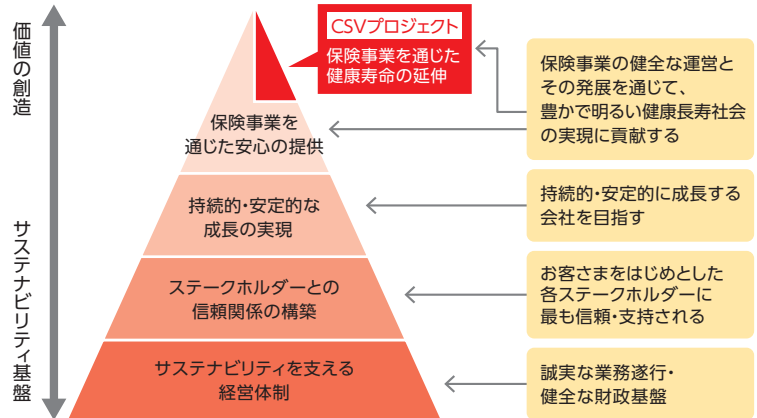 価値の創造
サステナビリティ基盤
CSVプロジェクト
保険事業を通じた
健康寿命の延伸
保険事業を
通じた安心の提供
持続的・安定的な
成長の実現
ステークホルダーとの
信頼関係の構築
サステナビリティを支える
経営体制
保険事業の健全な運営と
その発展を通じて、
豊かで明るい健康長寿社会
の実現に貢献する
持続的・安定的に成長する
会社を目指す
お客さまをはじめとした
各ステークホルダーに
最も信頼・支持される
誠実な業務遂行・
健全な財政基盤